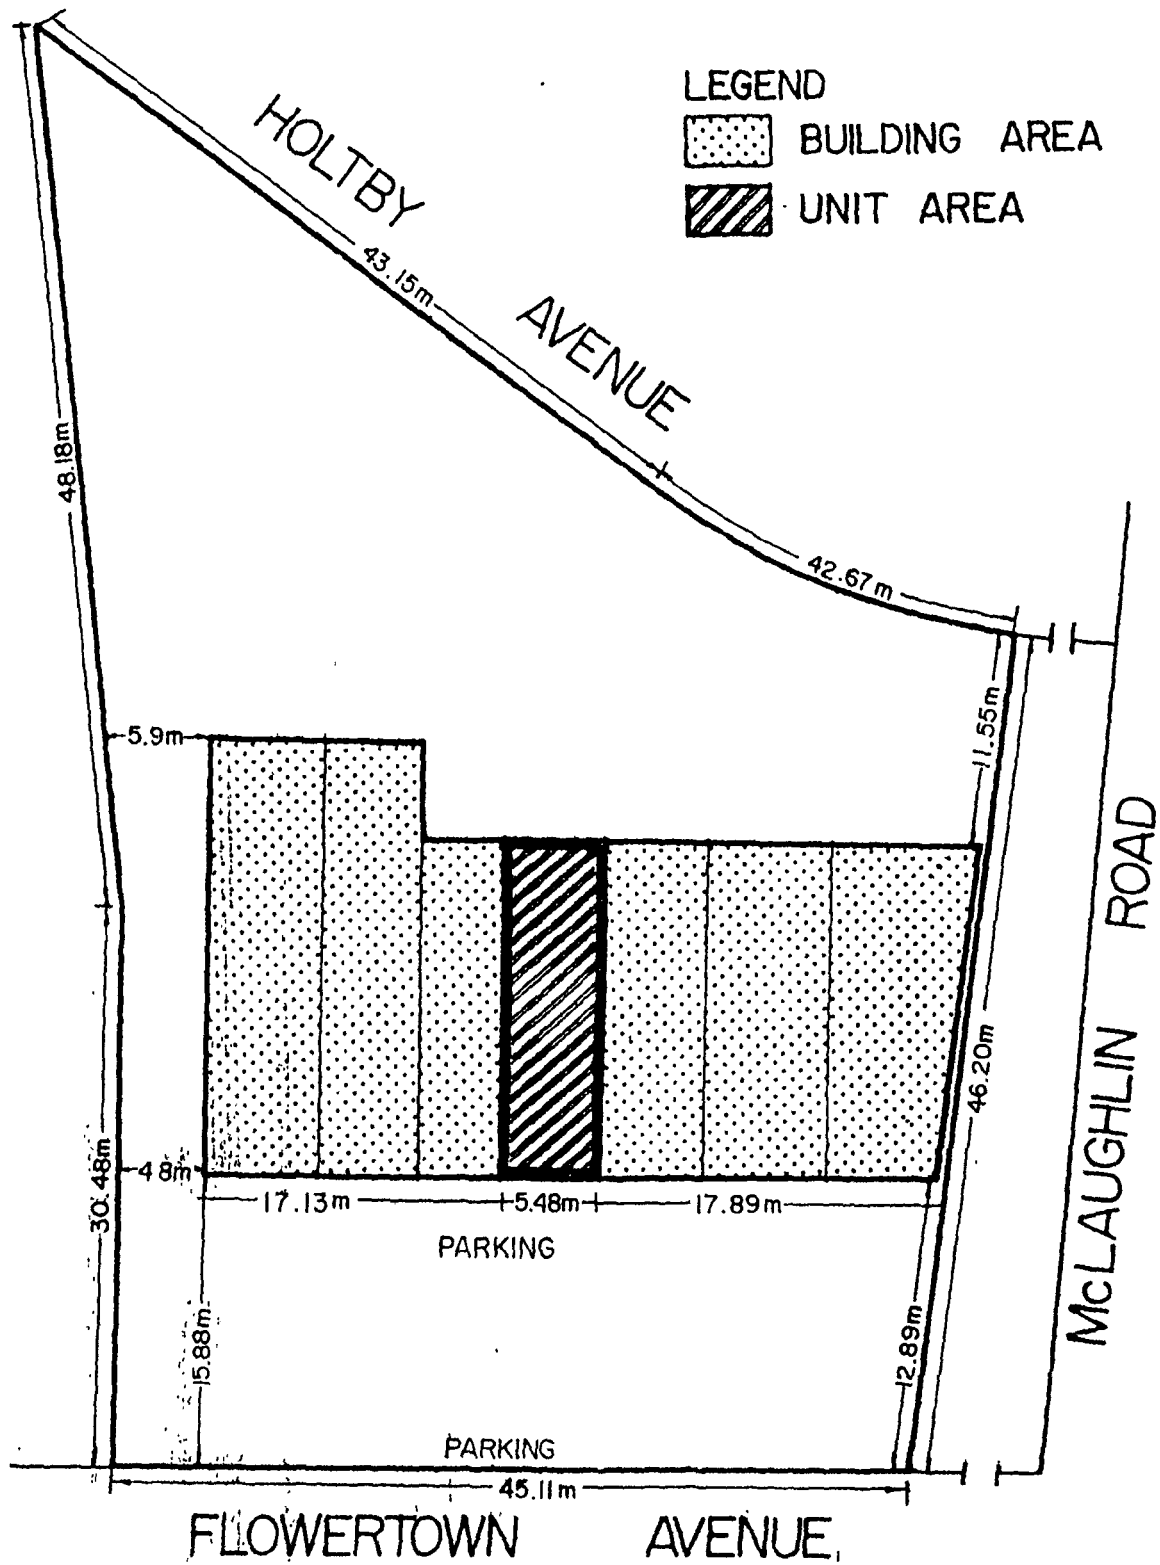 LEGEND
BUILDING AREA
UNIT AREA
HOLTBY AVENUE
43.15m
42.67m
48.18m
11.55m
5.9m
McLAUGHLIN ROAD
46.20m
30.48m
4.8m
17.13m
5.48m
17.89m
PARKING
15.88m
12.89m
PARKING
45.11m
FLOWERTOWN AVENUE